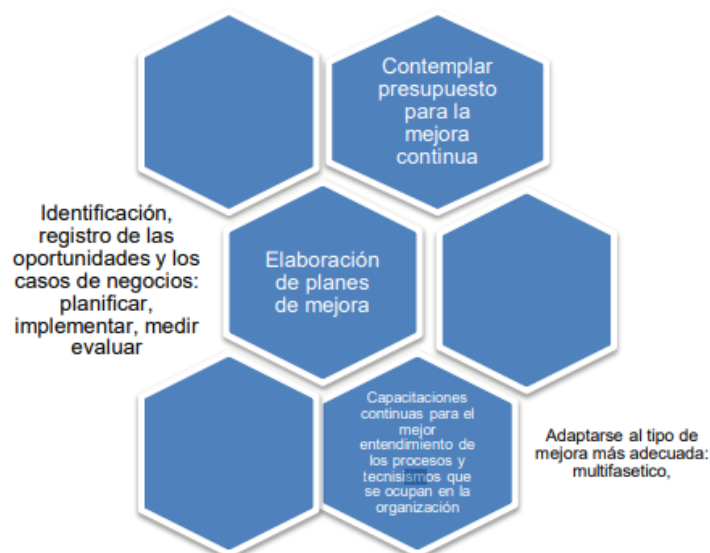 Contemplar
presupuesto
para la
mejora
continua
Identificación,
registro de las
oportunidades y los
casos de negocios:
planificar,
implementar, medir
evaluar
Elaboración
de planes
de mejora
Capacitaciones
continuas para el
mejor
entendimiento de
los procesos y
tecnisismos que
se ocupan en la
organización
Adaptarse al tipo de
mejora más adecuada:
multifasetico,